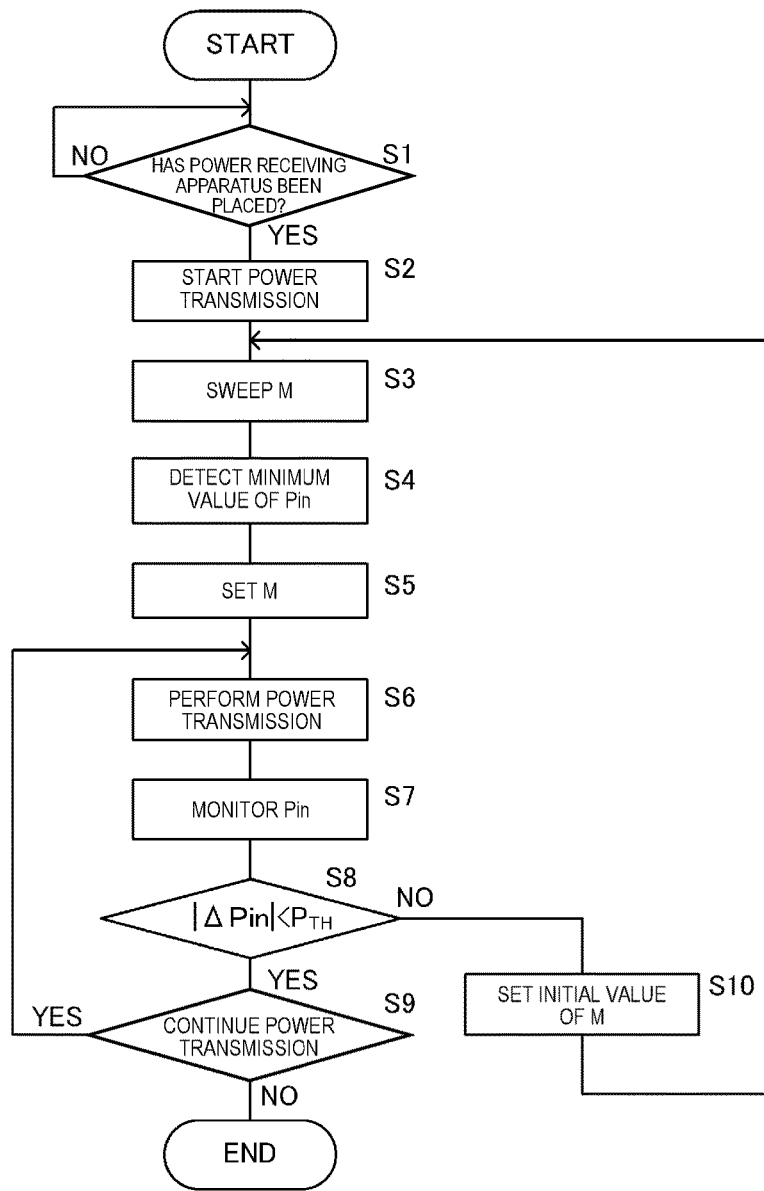 START
NO
S1
HAS POWER RECEIVING
APPARATUS BEEN
PLACED?
YES
START POWER
TRANSMISSION
S2
SWEEP M
S3
DETECT MINIMUM
VALUE OF Pin
S4
SET M
S5
PERFORM POWER
TRANSMISSION
S6
MONITOR Pin
S7
S8
|Δ Pin|<PTH
NO
YES
SET INITIAL VALUE
OF M
S10
YES
S9
CONTINUE POWER
TRANSMISSION
NO
END